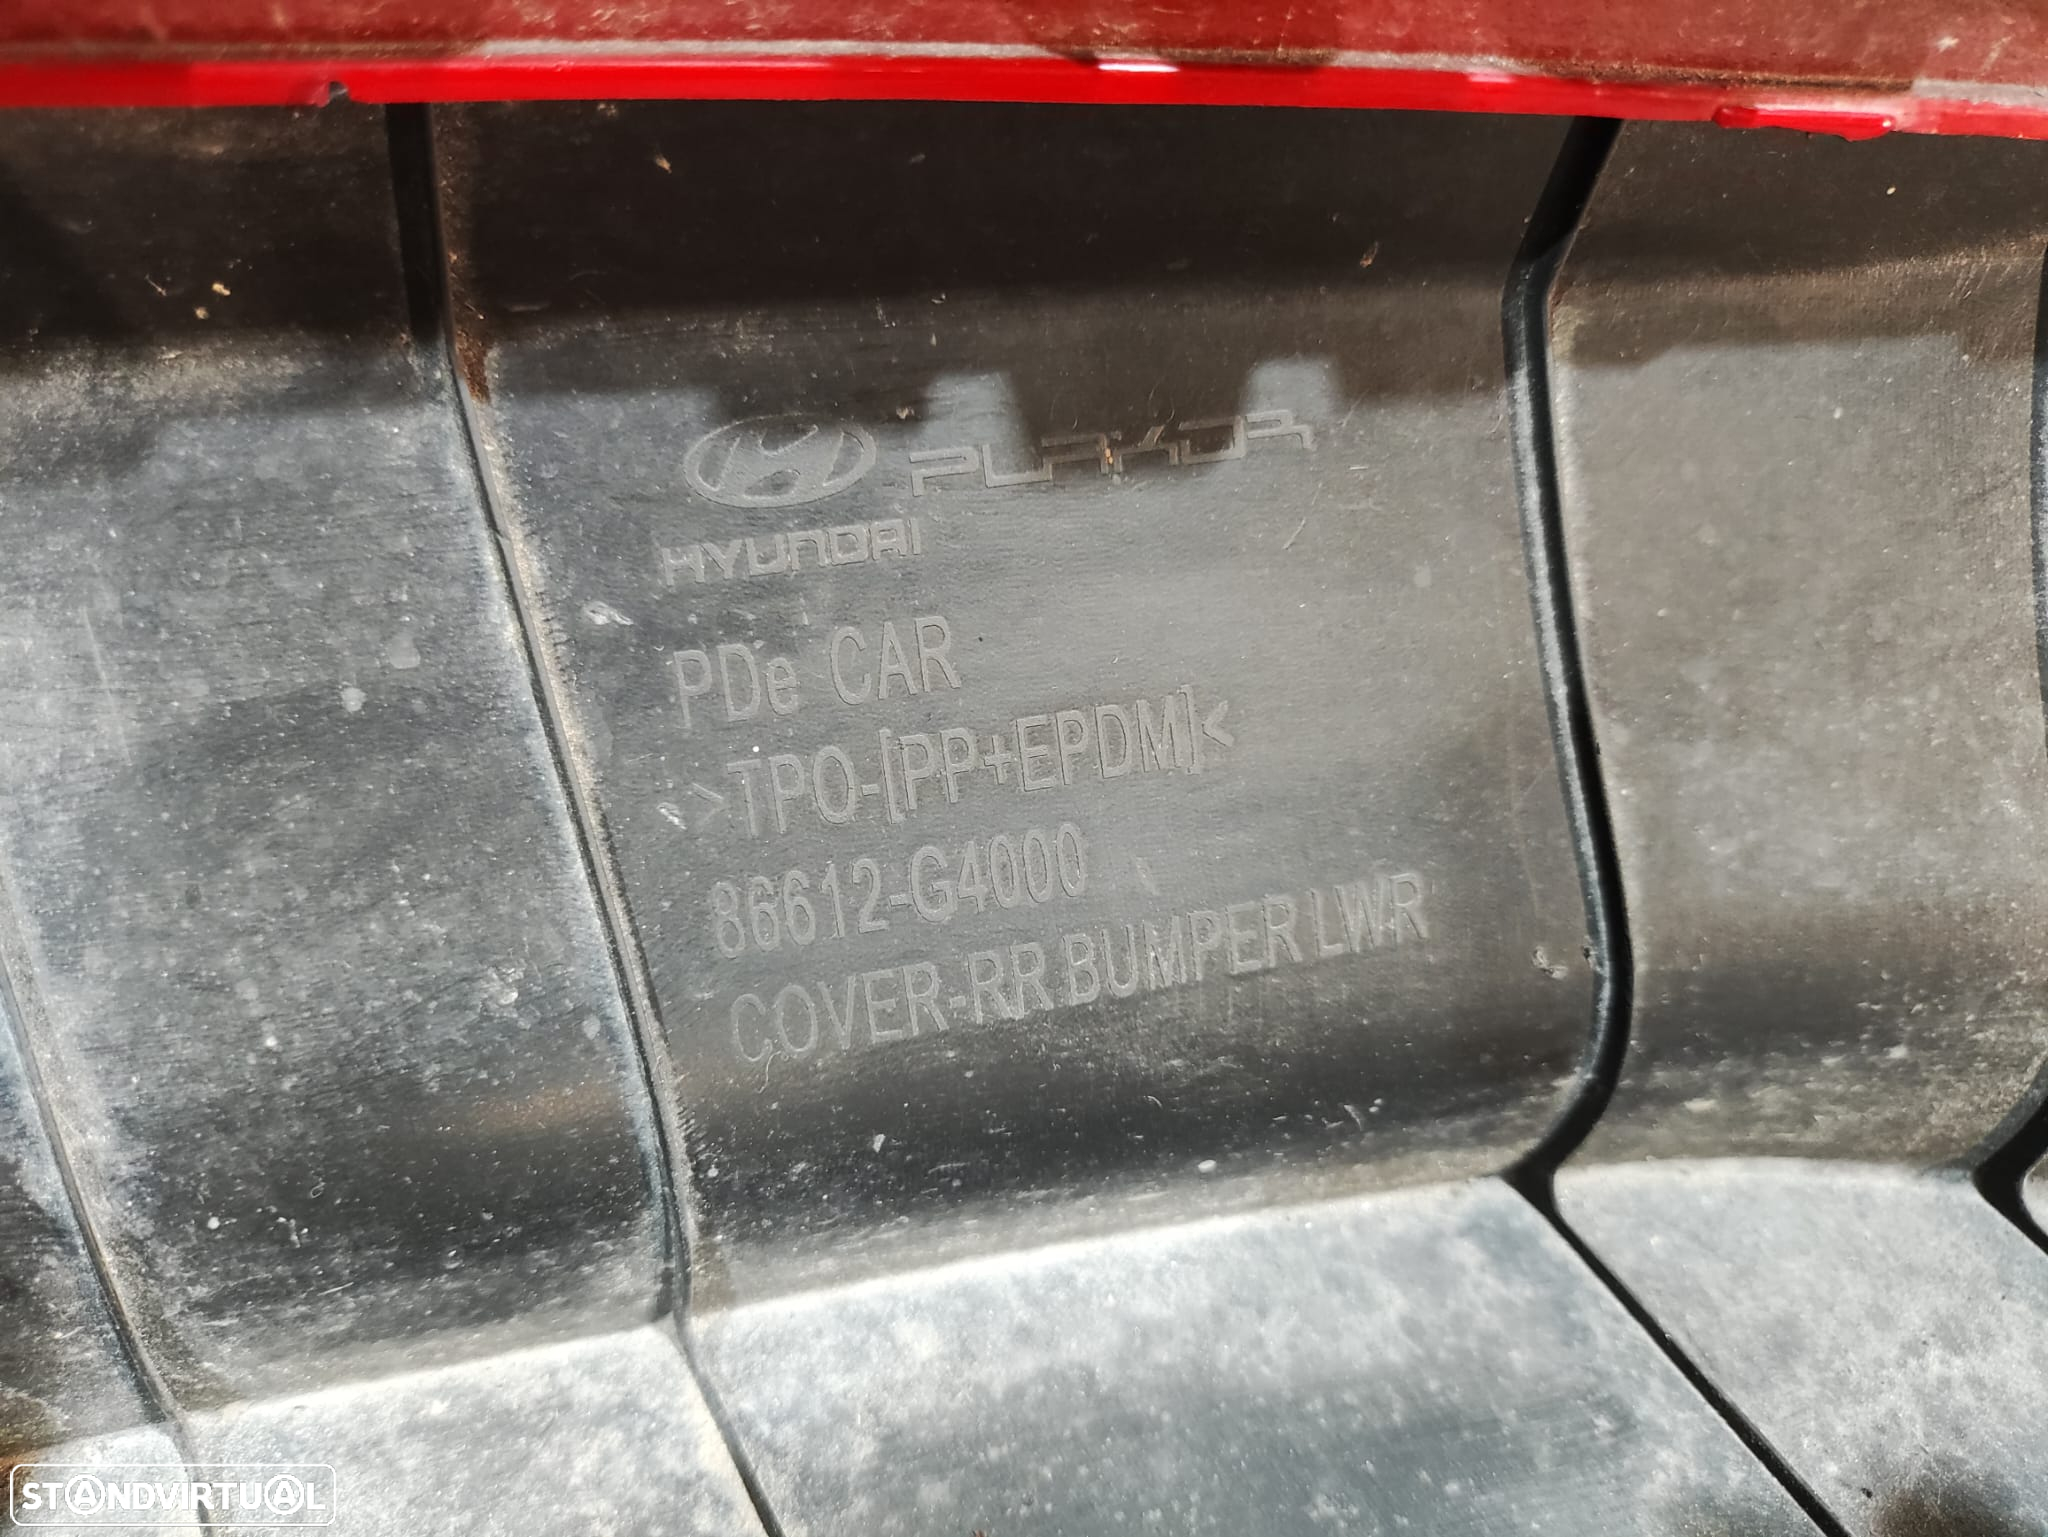 PLAKOR
HYUNDAI
PDe CAR
>TPO-[PP+EPDM]<
86612-G4000
COVER-RR BUMPER LWR
STANDVIRTUAL